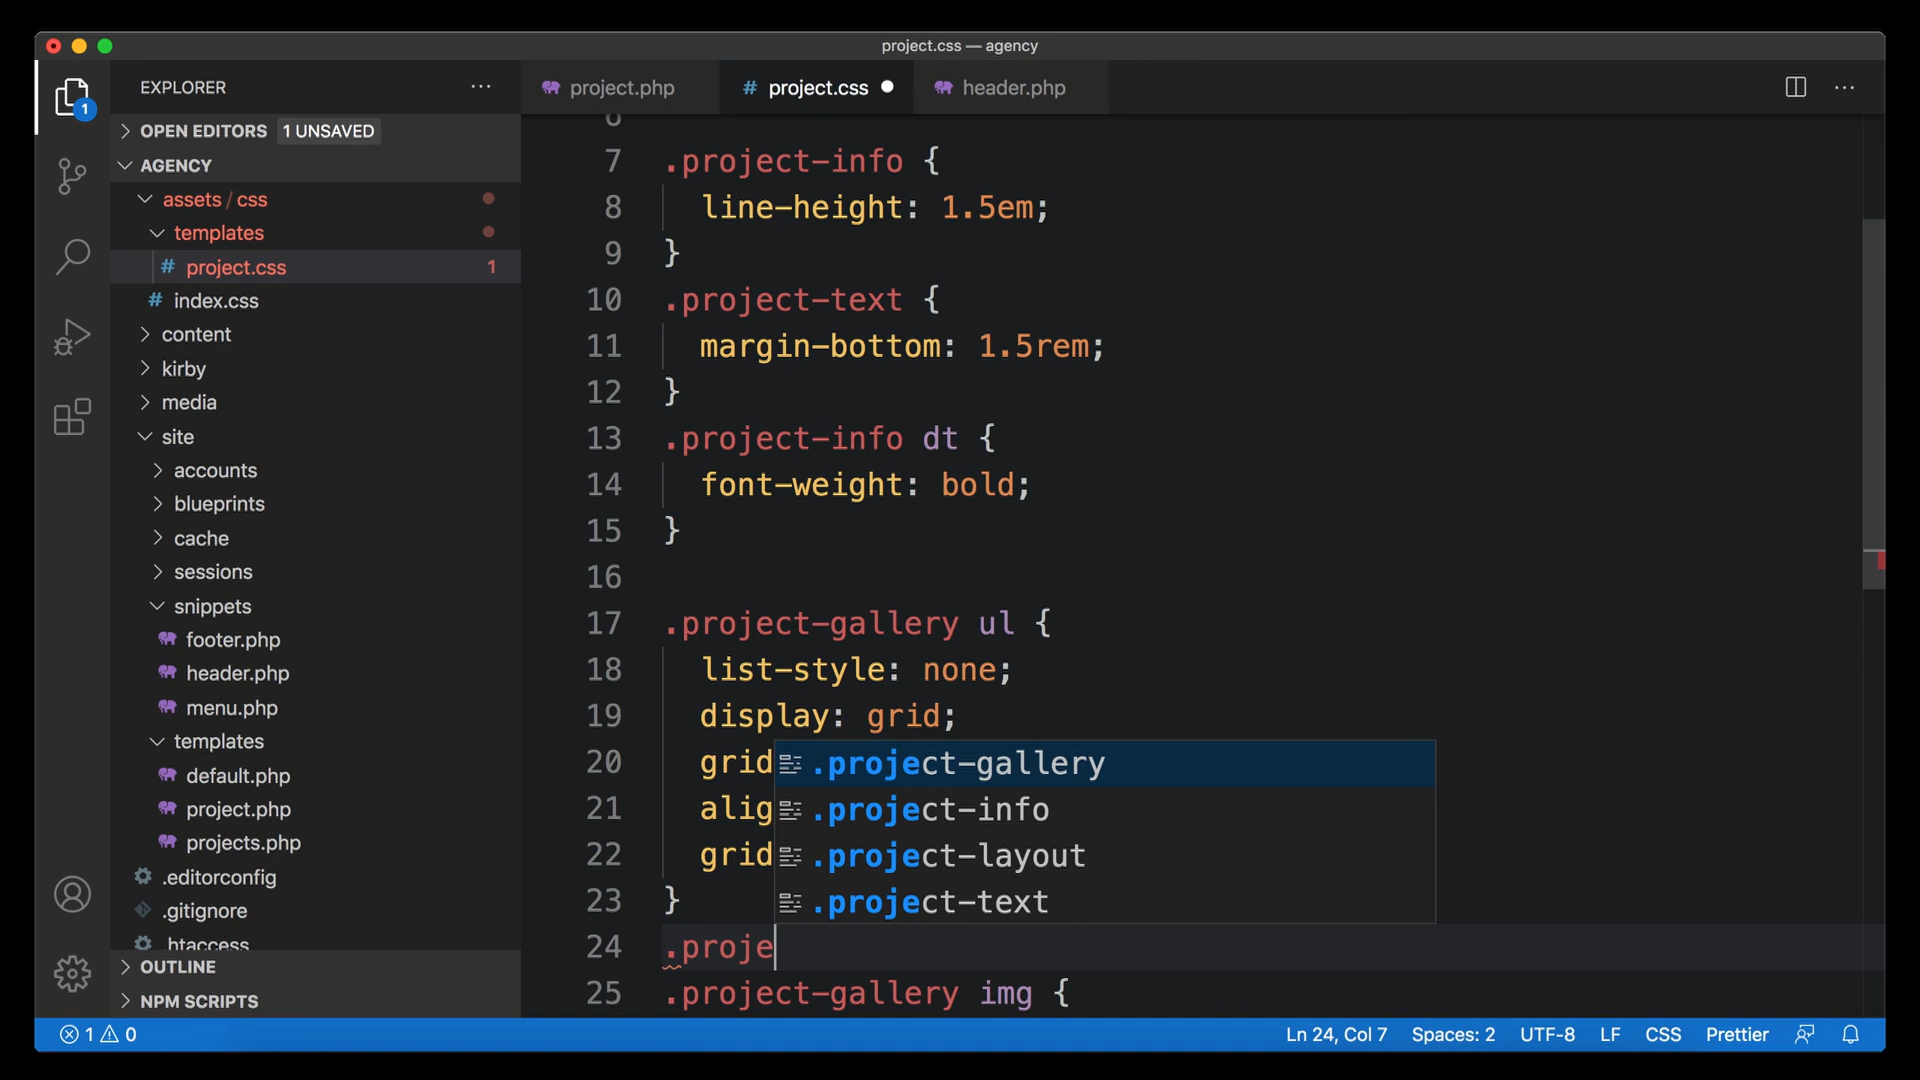 project.css — agency
EXPLORER
project.php
project.css
header.php
1
OPEN EDITORS 1 UNSAVED
AGENCY
assets / css
templates
project.css 1
index.css
content
kirby
media
site
accounts
blueprints
cache
sessions
snippets
footer.php
header.php
menu.php
templates
default.php
project.php
projects.php
.editorconfig
.gitignore
.htaccess
OUTLINE
NPM SCRIPTS
6
7 .project-info {
8 line-height: 1.5em;
9 }
10 .project-text {
11 margin-bottom: 1.5rem;
12 }
13 .project-info dt {
14 font-weight: bold;
15 }
16
17 .project-gallery ul {
18 list-style: none;
19 display: grid;
20 grid .project-gallery
21 alig .project-info
22 grid .project-layout
23 } .project-text
24 .proje
25 .project-gallery img {
1 0 Ln 24, Col 7 Spaces: 2 UTF-8 LF CSS Prettier